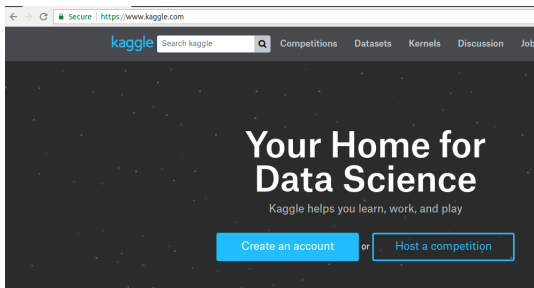 Secure | https://www.kaggle.com
kaggle Search kaggle Competitions Datasets Kernels Discussion Job
Your Home for
Data Science
Kaggle helps you learn, work, and play
Create an account or Host a competition